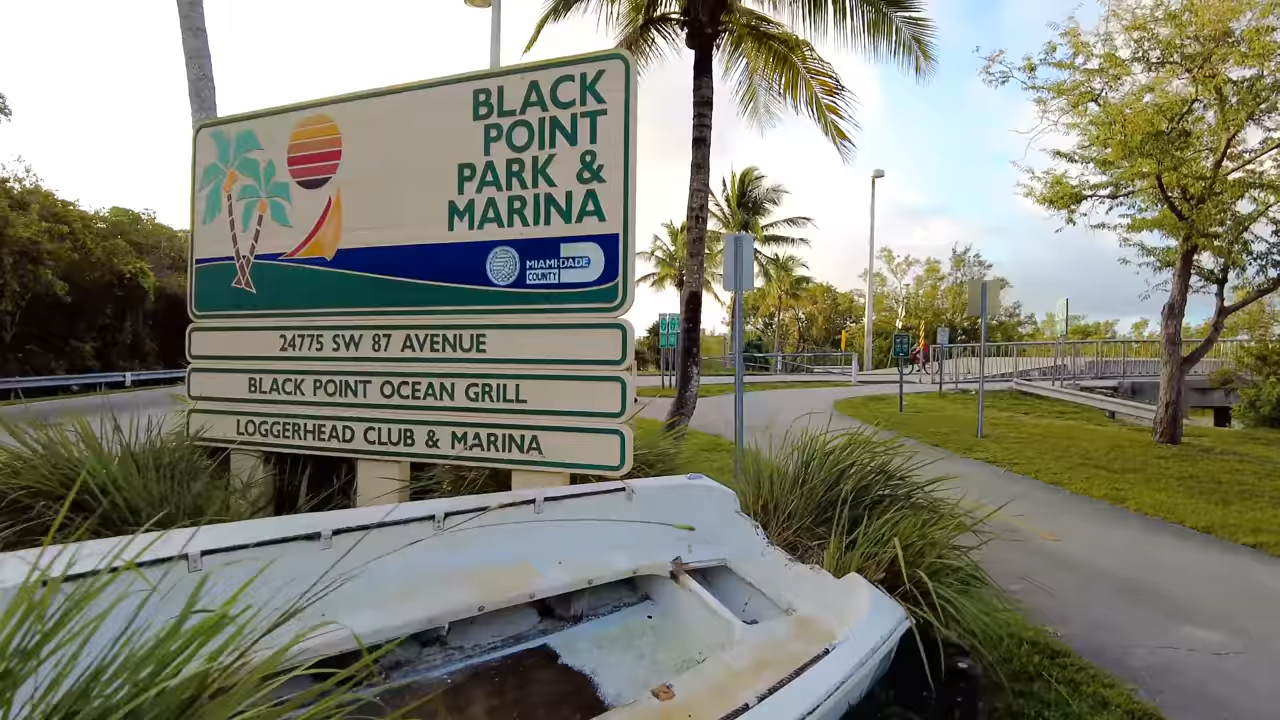 BLACK
POINT
PARK &
MARINA
MIAMI-DADE
COUNTY
24775 SW 87 AVENUE
BLACK POINT OCEAN GRILL
LOGGERHEAD CLUB & MARINA